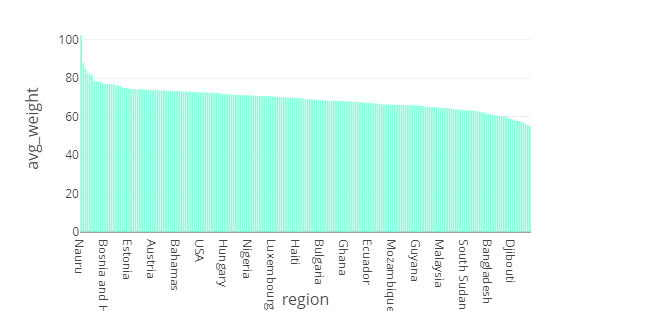 100
80
60
40
20
0
avg_weight
Nauru
Bosnia and H
Estonia
Austria
Bahamas
USA
Hungary
Nigeria
Luxembourg
Haiti
Bulgaria
Ghana
Ecuador
Mozambique
Guyana
Malaysia
South Sudan
Bangladesh
Djibouti
region